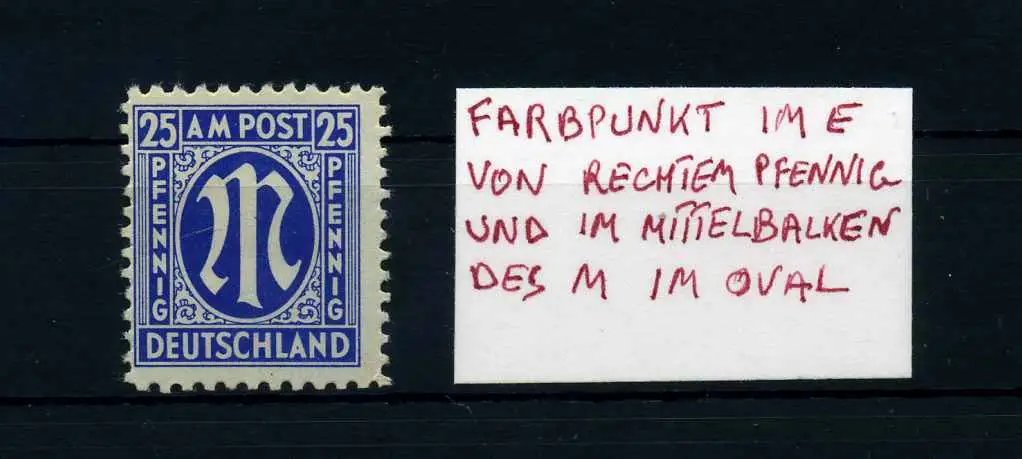 25 AM POST 25
PFENNIG
PFENNIG
M
DEUTSCHLAND
FARBPUNKT IM E
VON RECHTEM PFENNIG
UND IM MITTELBALKEN
DES M IM OVAL